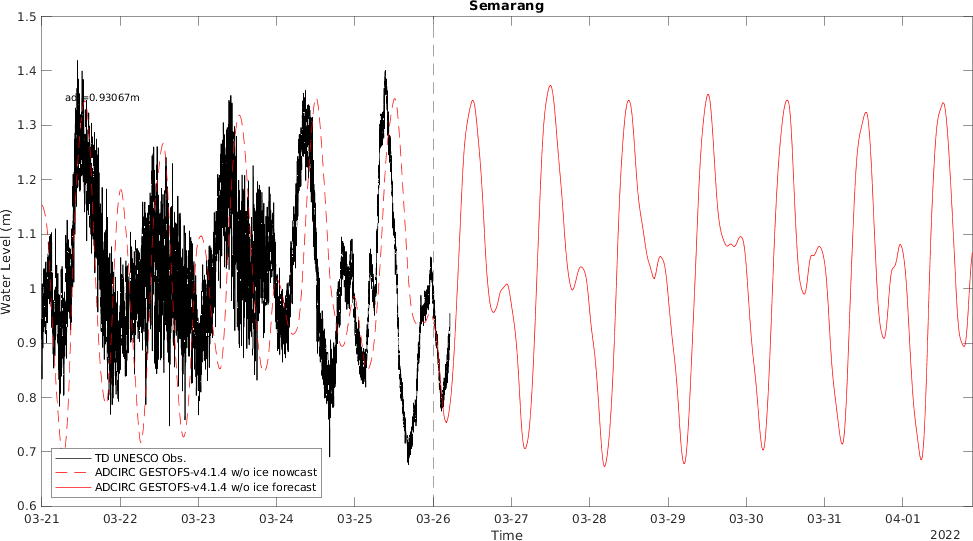 Semarang
1.5
1.4
1.3
1.2
1.1
1
0.9
0.8
0.7
0.6
Water Level (m)
adj=0.93067m
TD UNESCO Obs.
ADCIRC GESTOFS-v4.1.4 w/o ice nowcast
ADCIRC GESTOFS-v4.1.4 w/o ice forecast
03-21 03-22 03-23 03-24 03-25 03-26 03-27 03-28 03-29 03-30 03-31 04-01
Time
2022